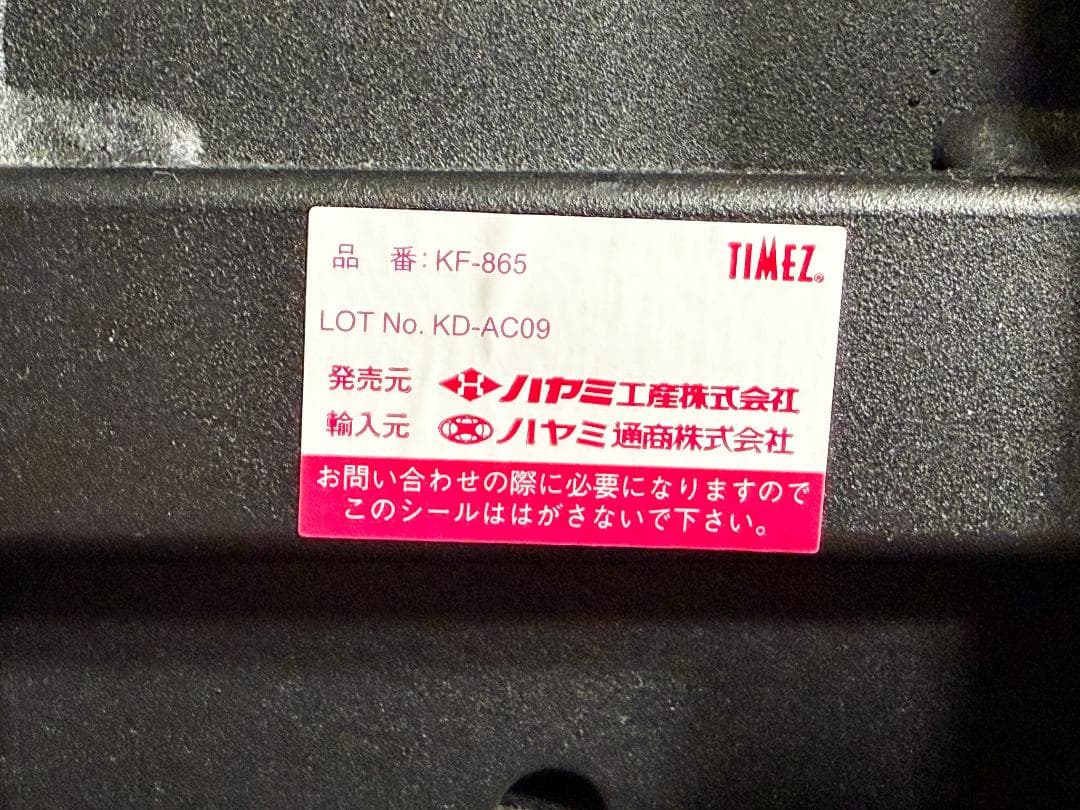 品 番: KF-865
TIMEZ®
LOT No. KD-AC09
発売元 H ハヤミ工産株式会社
輸入元 ハヤミ通商株式会社
お問い合わせの際に必要になりますので
このシールははがさないで下さい。